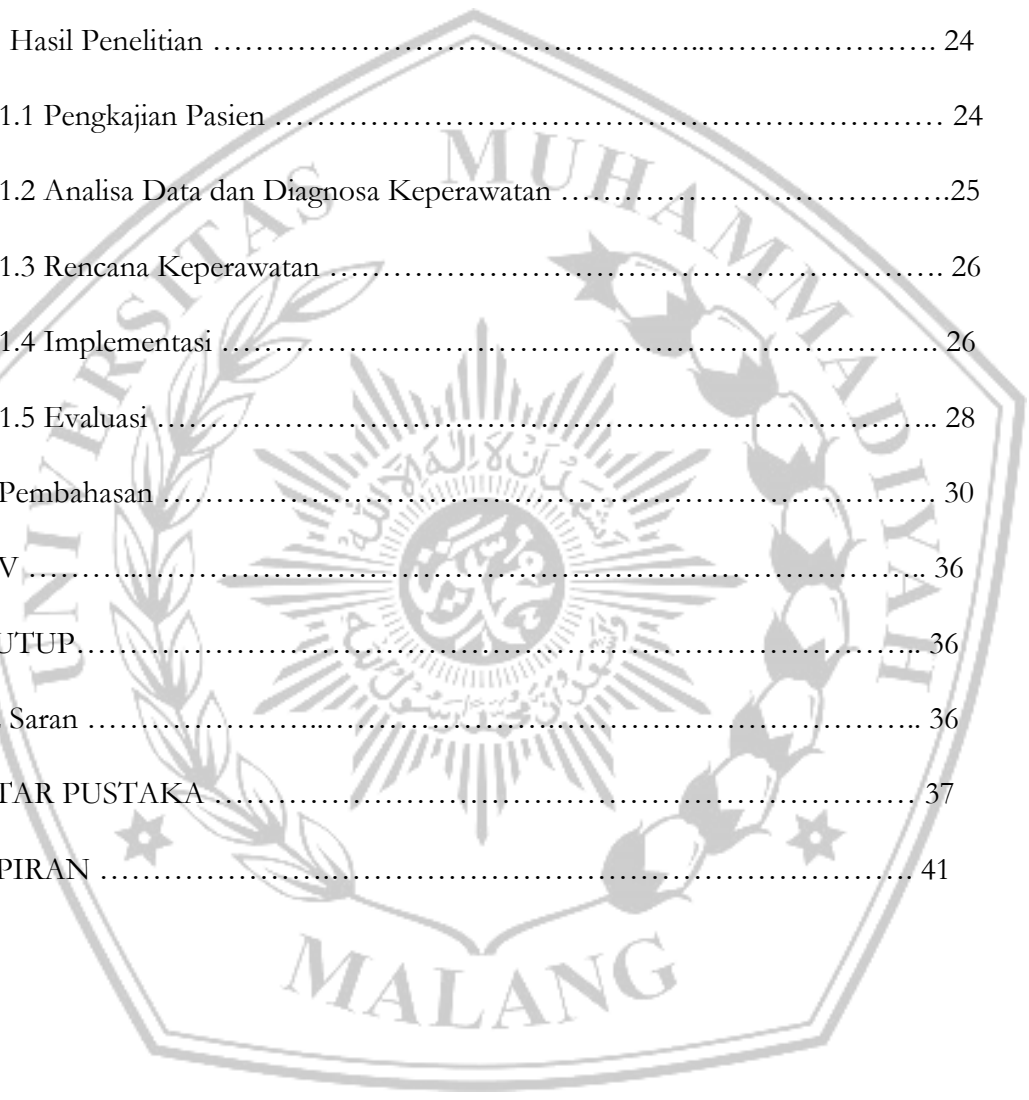 Hasil Penelitian ……………………………………………..…………………. 24
1.1 Pengkajian Pasien ……………………………………………………… 24
1.2 Analisa Data dan Diagnosa Keperawatan ……………………………….25
1.3 Rencana Keperawatan …………………………………………………. 26
1.4 Implementasi …………………………………………………………. 26
1.5 Evaluasi ……………………………………………………………….. 28
Pembahasan ………………………………………………………………. 30
V ………...………………………………………………………………….. 36
UTUP…………………………………………………………………….. 36
Saran …………………..………………………………………………….. 36
TAR PUSTAKA ………………………………………………………… 37
PIRAN ……………………………………………………………………. 41
UNIVERSITAS MUHAMMADIYAH
MALANG